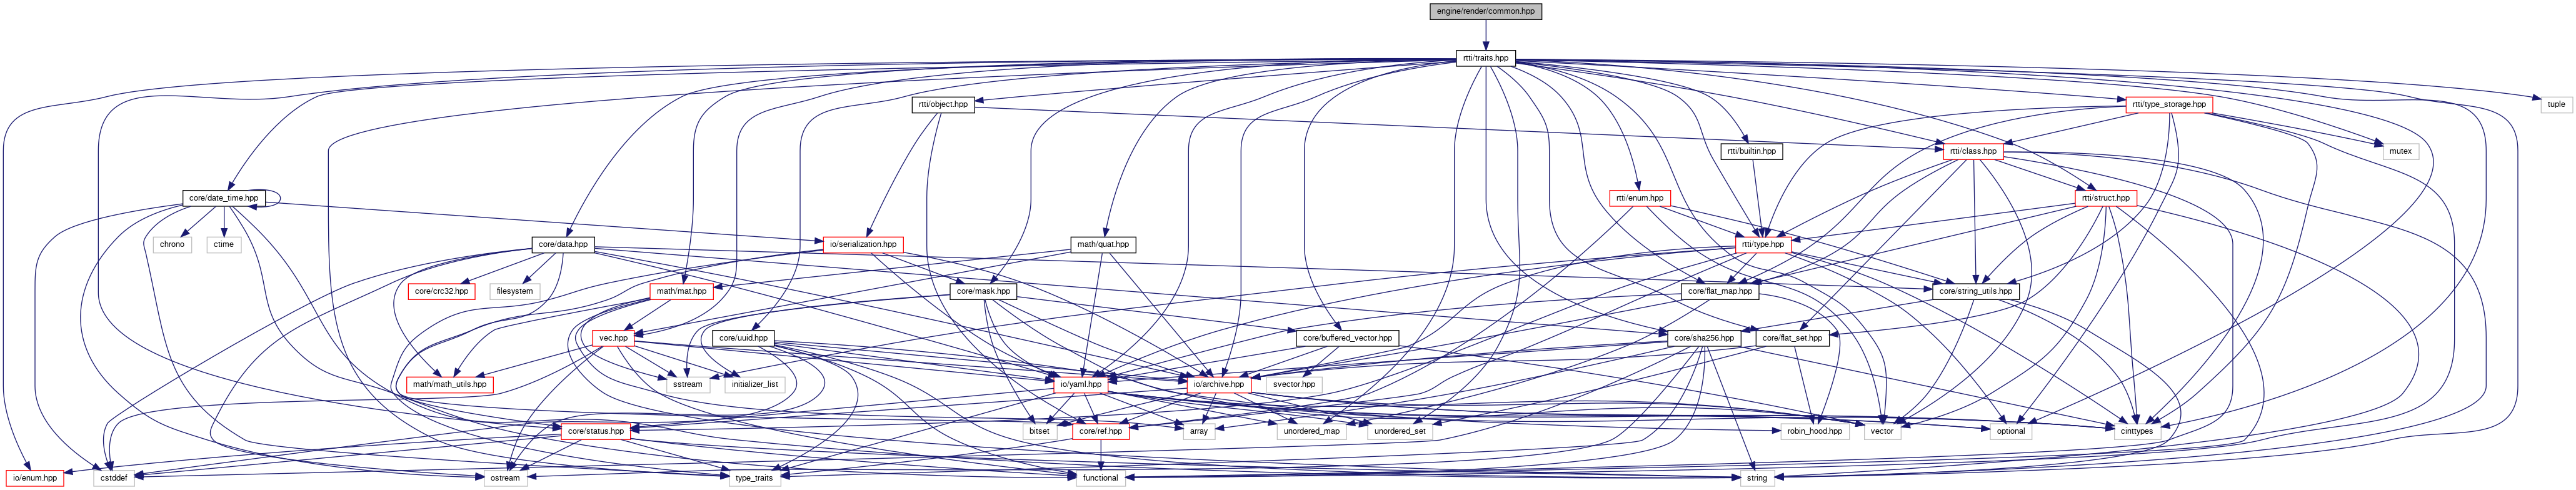 engine/render/common.hpp
rtti/traits.hpp
rtti/object.hpp
rtti/type_storage.hpp
tuple
rtti/builtin.hpp
rtti/class.hpp
mutex
core/date_time.hpp
rtti/enum.hpp
rtti/struct.hpp
chrono
ctime
core/data.hpp
io/serialization.hpp
math/quat.hpp
rtti/type.hpp
core/crc32.hpp
filesystem
math/mat.hpp
core/mask.hpp
core/flat_map.hpp
core/string_utils.hpp
vec.hpp
core/uuid.hpp
core/buffered_vector.hpp
core/sha256.hpp
core/flat_set.hpp
math/math_utils.hpp
sstream
initializer_list
io/yaml.hpp
io/archive.hpp
svector.hpp
core/status.hpp
bitset
core/ref.hpp
array
unordered_map
unordered_set
robin_hood.hpp
vector
optional
cinttypes
io/enum.hpp
cstddef
ostream
type_traits
functional
string